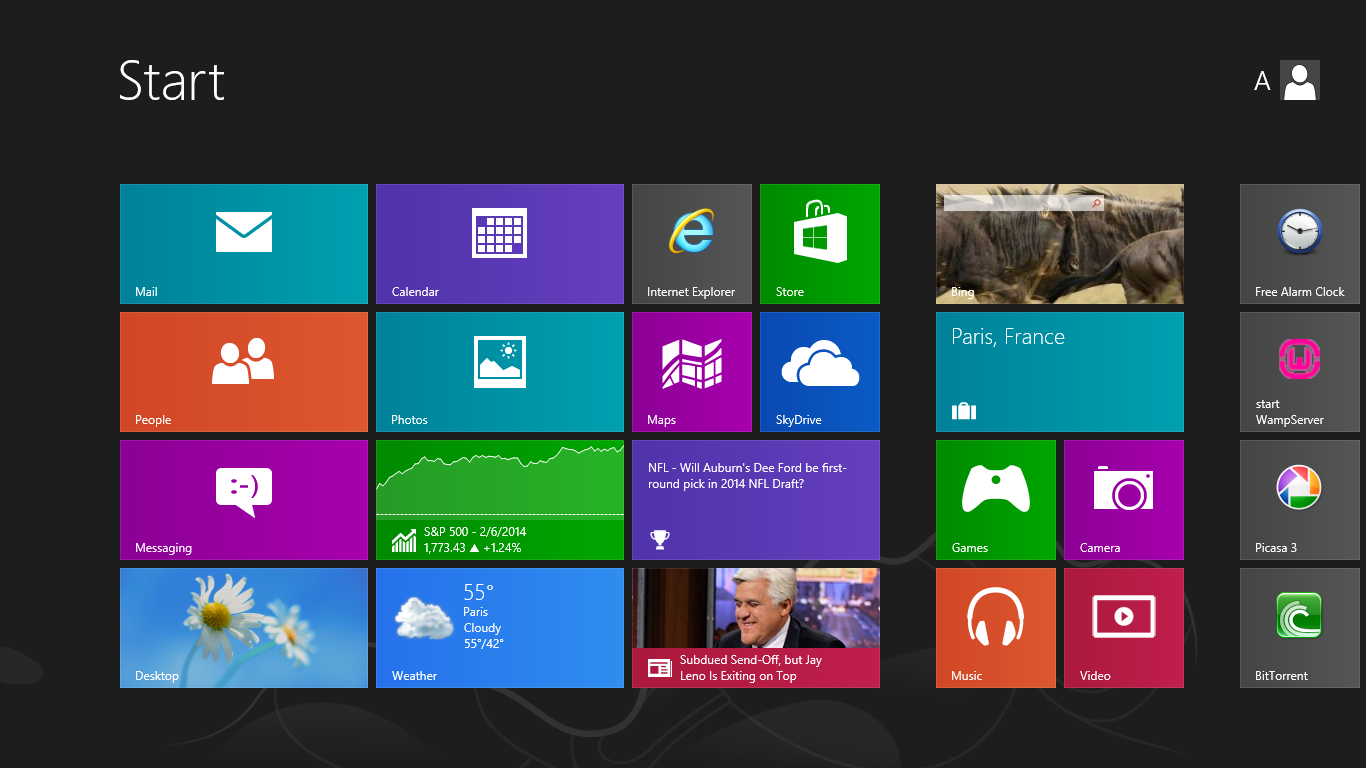 Start
A
Mail
Calendar
Internet Explorer
Store
Bing
Free Alarm Clock
People
Photos
Maps
SkyDrive
Paris, France
start
WampServer
Messaging
S&P 500 - 2/6/2014
1,773.43 ▲ +1.24%
NFL - Will Auburn's Dee Ford be first-
round pick in 2014 NFL Draft?
Games
Camera
Picasa 3
Desktop
55°
Paris
Cloudy
55°/42°
Weather
Subdued Send-Off, but Jay
Leno Is Exiting on Top
Music
Video
BitTorrent